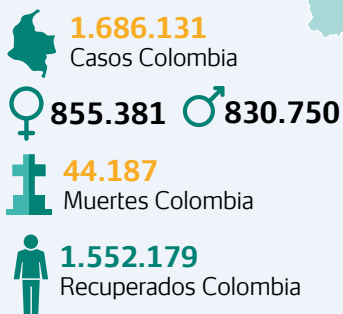 1.686.131
Casos Colombia
855.381 830.750
44.187
Muertes Colombia
1.552.179
Recuperados Colombia